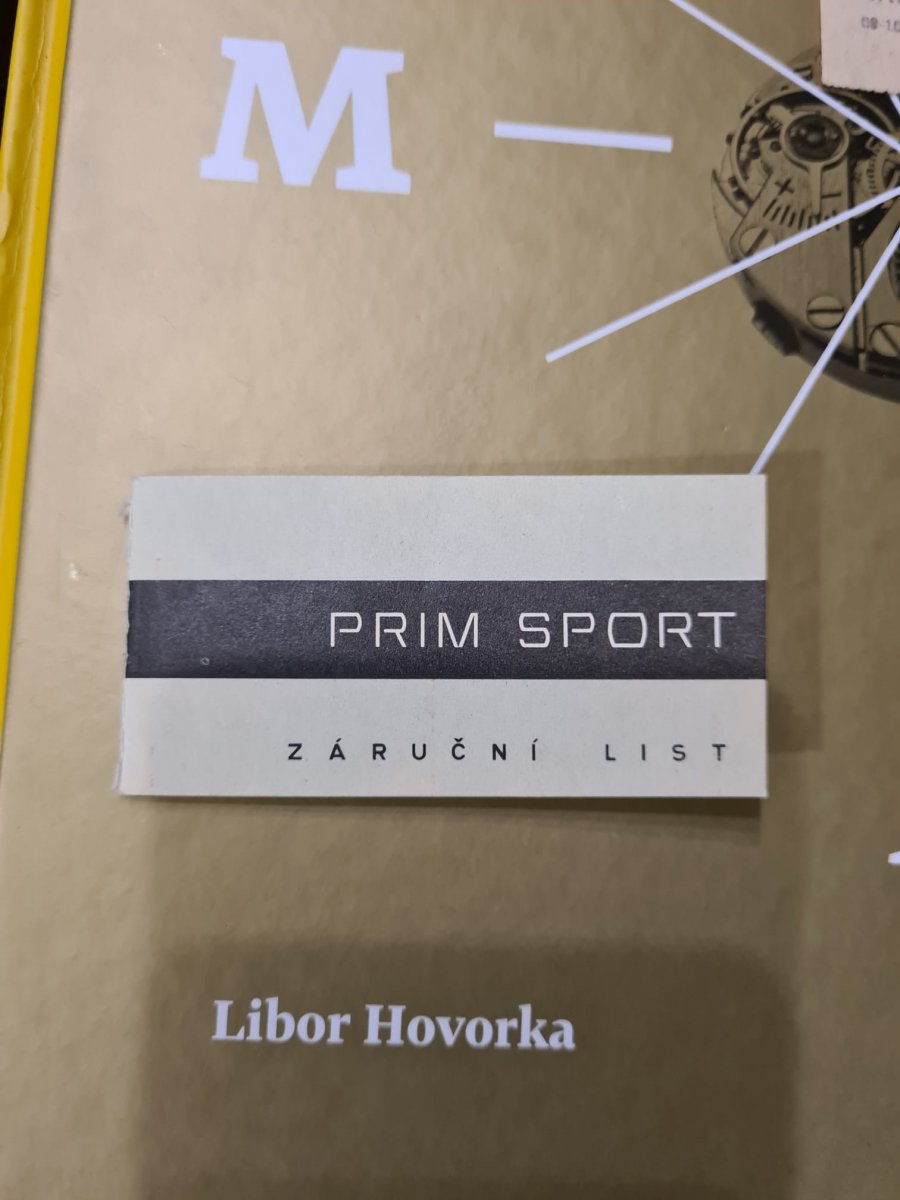 M
PRIM SPORT
ZÁRUČNÍ LIST
Libor Hovorka